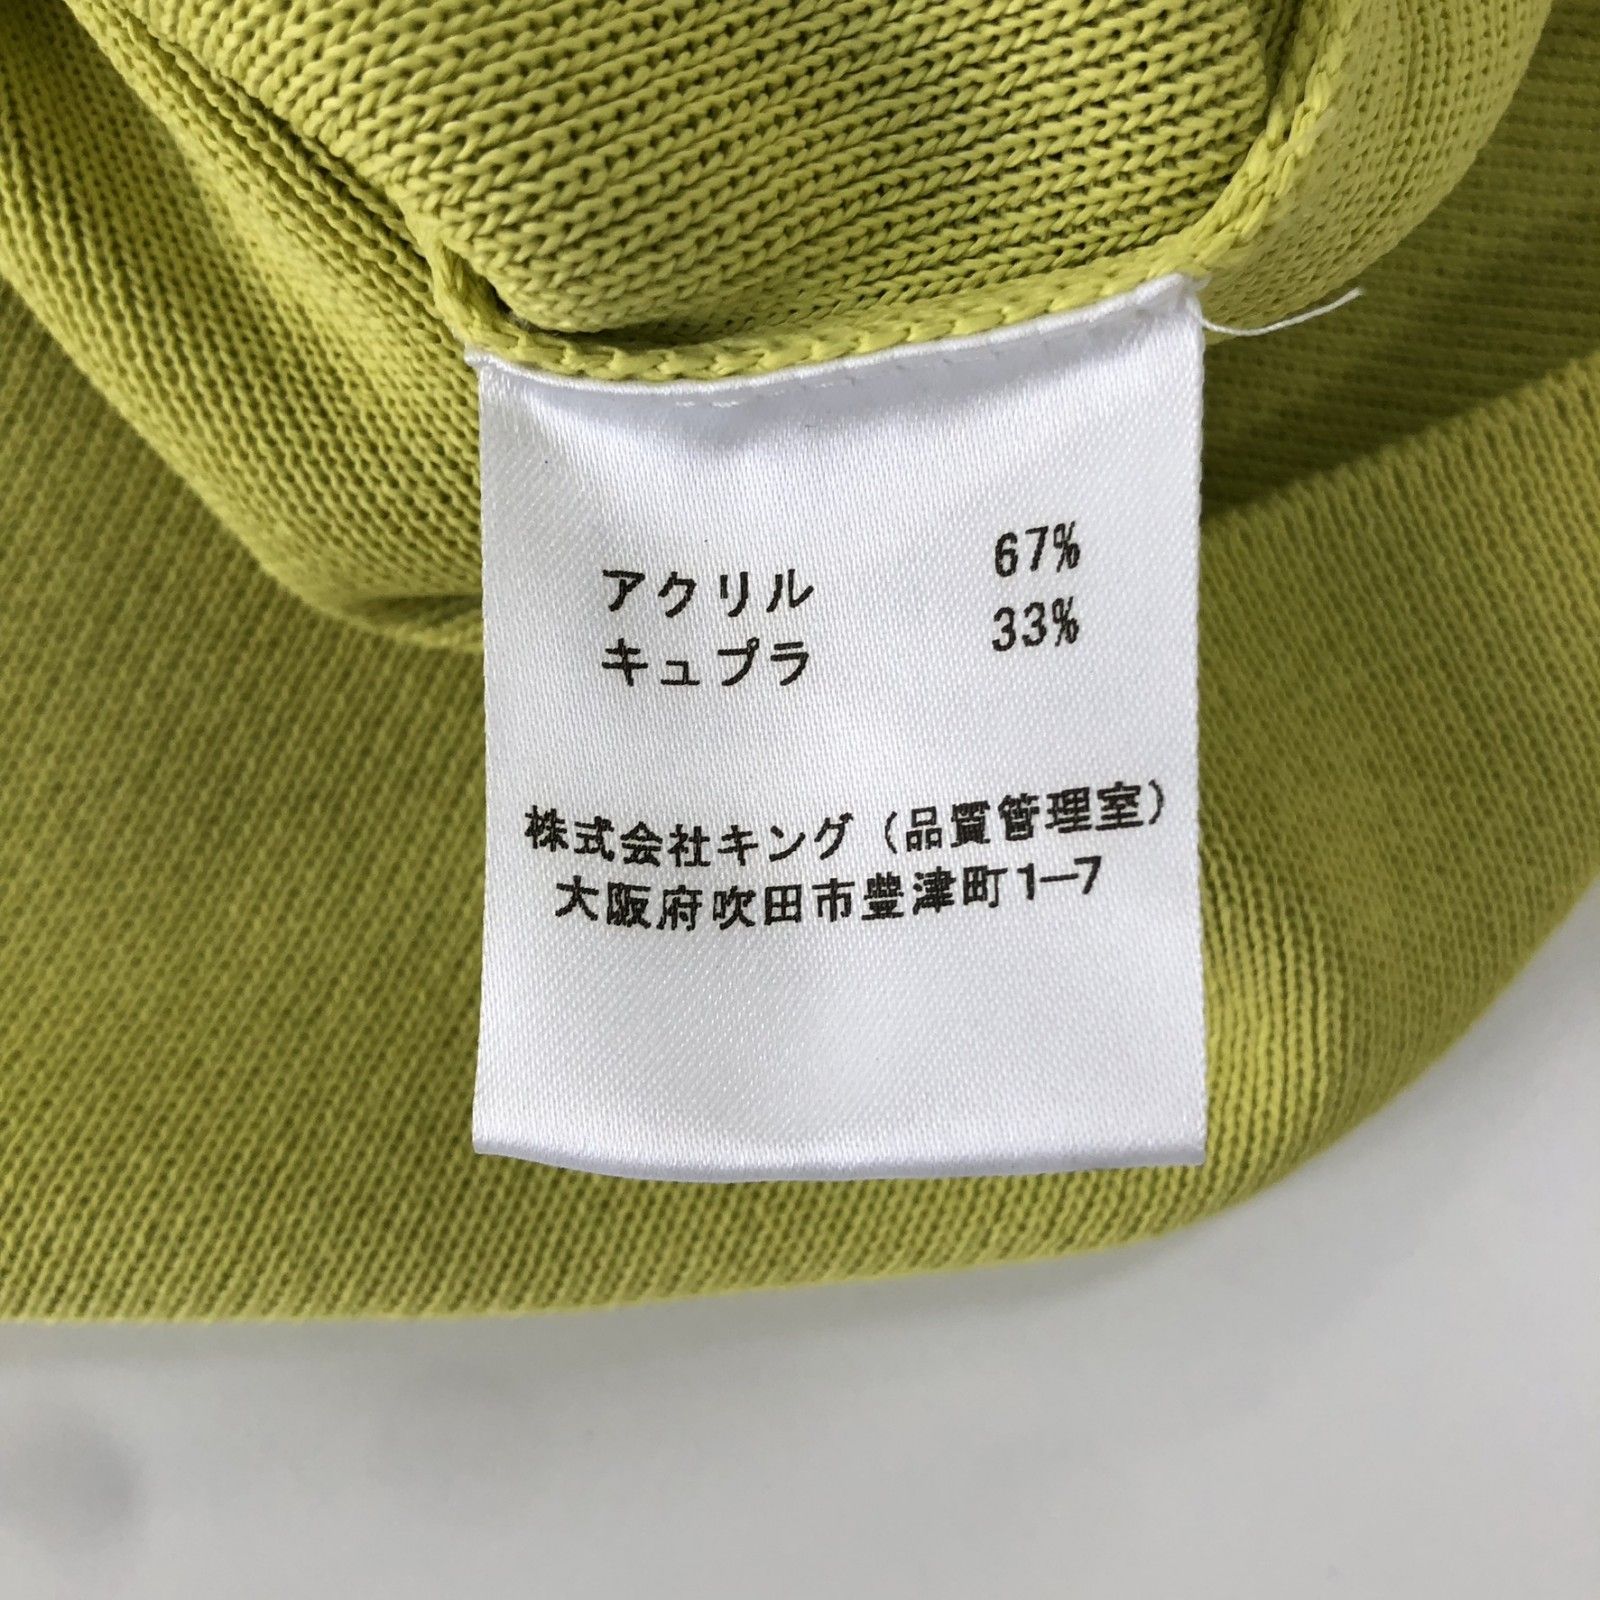 アクリル 67%
キュプラ 33%
株式会社キング（品質管理室）
大阪府吹田市豊津町1―7